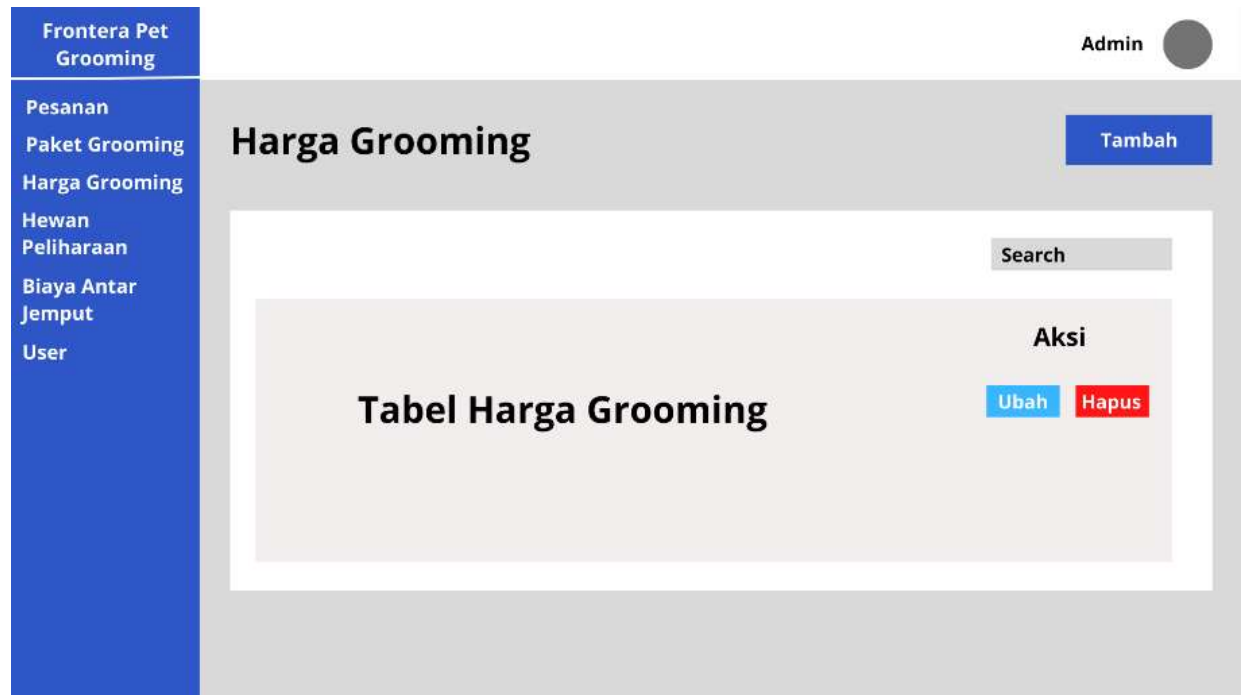 Frontera Pet
Grooming
Admin
Pesanan
Paket Grooming
Harga Grooming
Hewan
Peliharaan
Biaya Antar
Jemput
User
Harga Grooming
Tambah
Search
Aksi
Tabel Harga Grooming
Ubah
Hapus